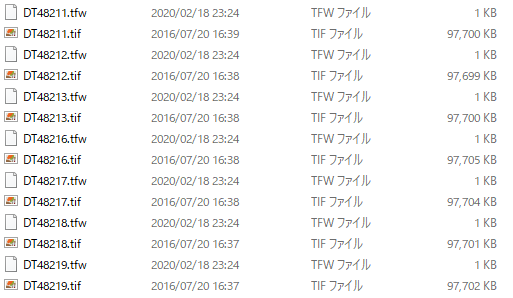 DT48211.tfw 2020/02/18 23:24 TFW ファイル 1 KB
DT48211.tif 2016/07/20 16:39 TIF ファイル 97,700 KB
DT48212.tfw 2020/02/18 23:24 TFW ファイル 1 KB
DT48212.tif 2016/07/20 16:38 TIF ファイル 97,699 KB
DT48213.tfw 2020/02/18 23:24 TFW ファイル 1 KB
DT48213.tif 2016/07/20 16:38 TIF ファイル 97,700 KB
DT48216.tfw 2020/02/18 23:24 TFW ファイル 1 KB
DT48216.tif 2016/07/20 16:38 TIF ファイル 97,705 KB
DT48217.tfw 2020/02/18 23:24 TFW ファイル 1 KB
DT48217.tif 2016/07/20 16:38 TIF ファイル 97,704 KB
DT48218.tfw 2020/02/18 23:24 TFW ファイル 1 KB
DT48218.tif 2016/07/20 16:37 TIF ファイル 97,701 KB
DT48219.tfw 2020/02/18 23:24 TFW ファイル 1 KB
DT48219.tif 2016/07/20 16:37 TIF ファイル 97,702 KB